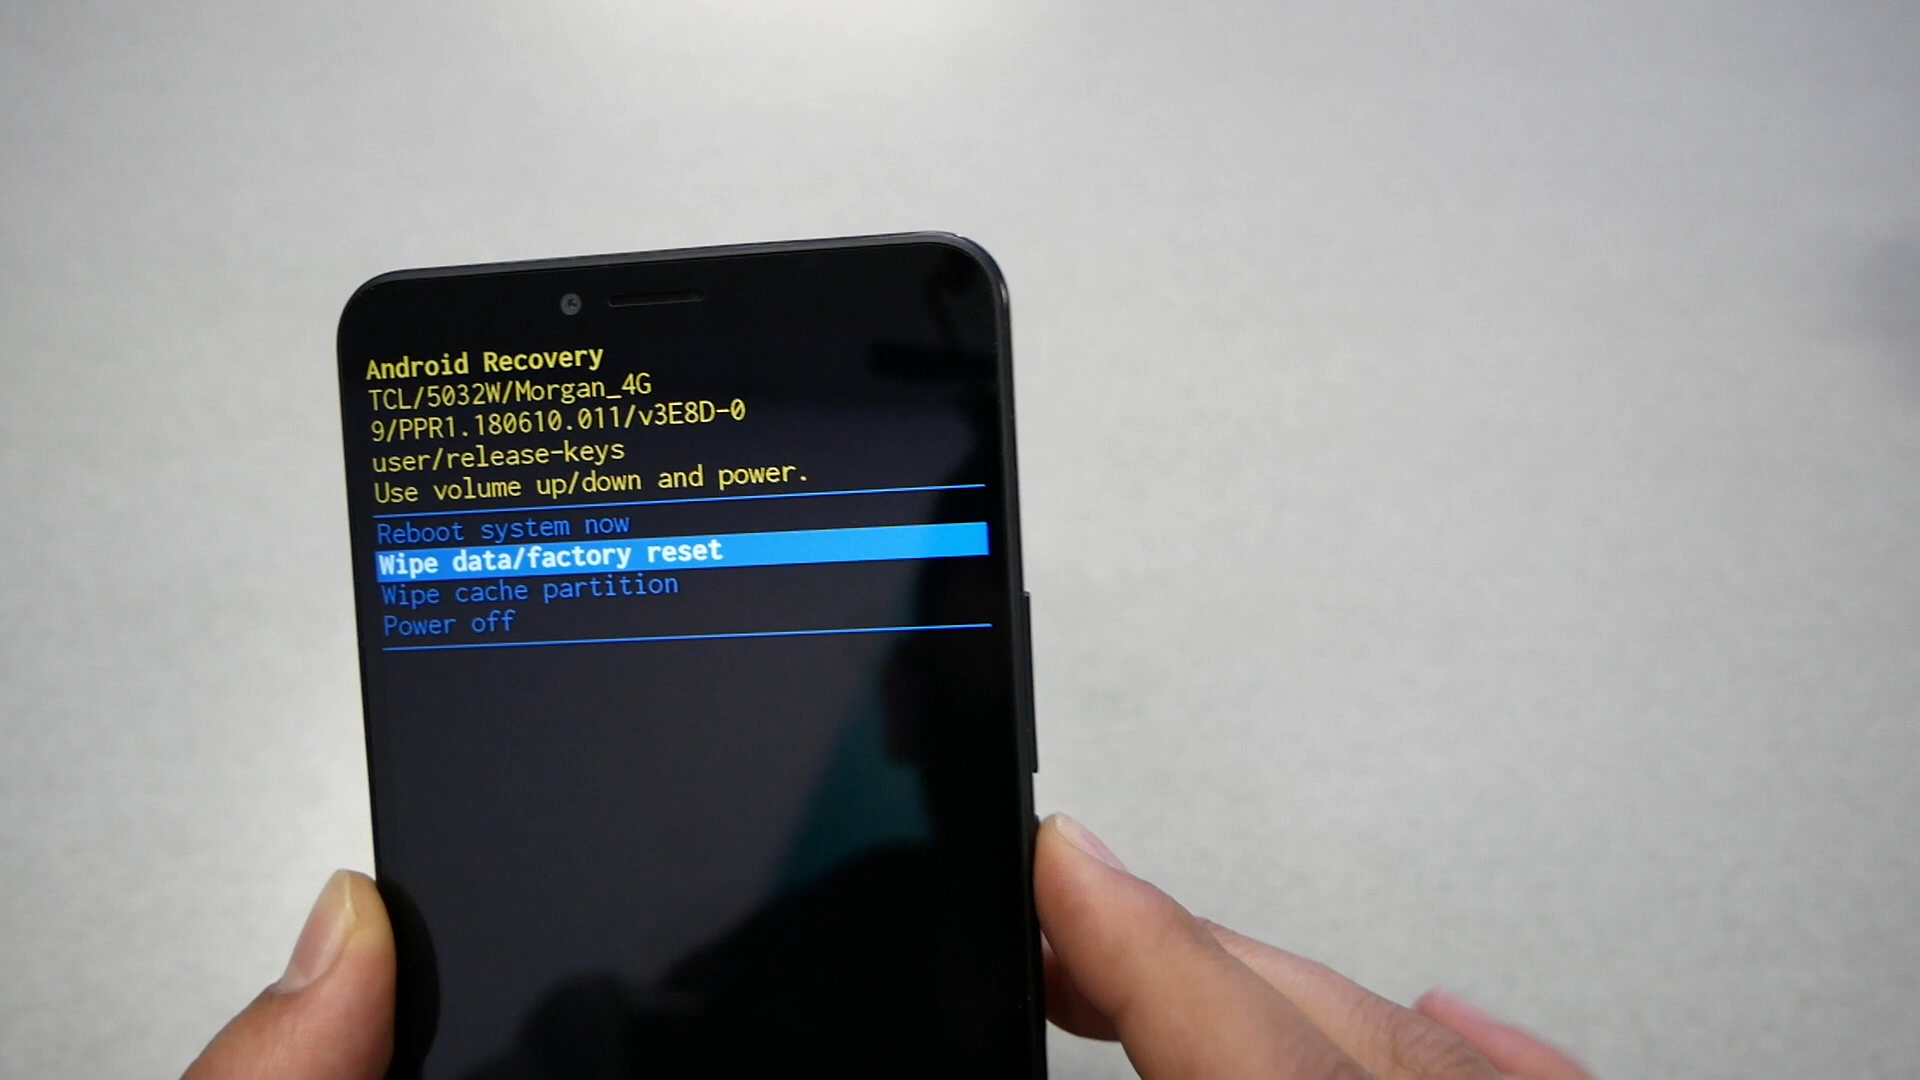 Android Recovery
TCL/5032W/Morgan_4G
9/PPR1.180610.011/v3E8D-0
user/release-keys
Use volume up/down and power.
Reboot system now
Wipe data/factory reset
Wipe cache partition
Power off